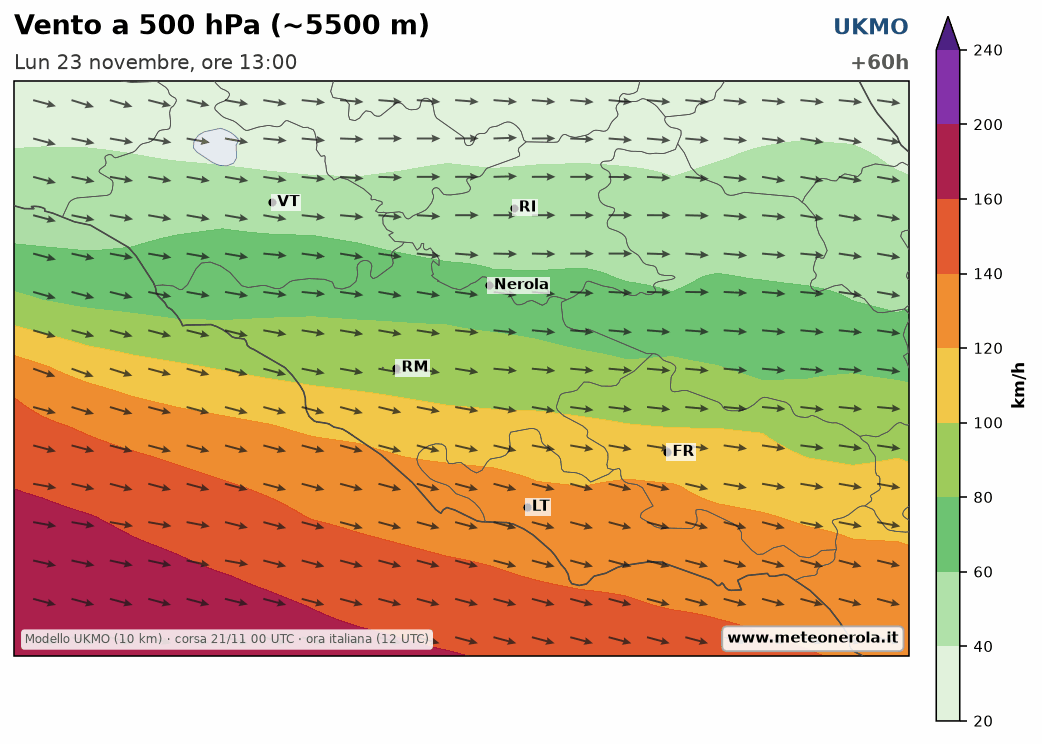 Vento a 500 hPa (~5500 m)
UKMO
Lun 23 novembre, ore 13:00
+60h
VT
RI
Nerola
RM
FR
LT
Modello UKMO (10 km) · corsa 21/11 00 UTC · ora italiana (12 UTC)
www.meteonerola.it
240
200
160
140
120
100
80
60
40
20
km/h